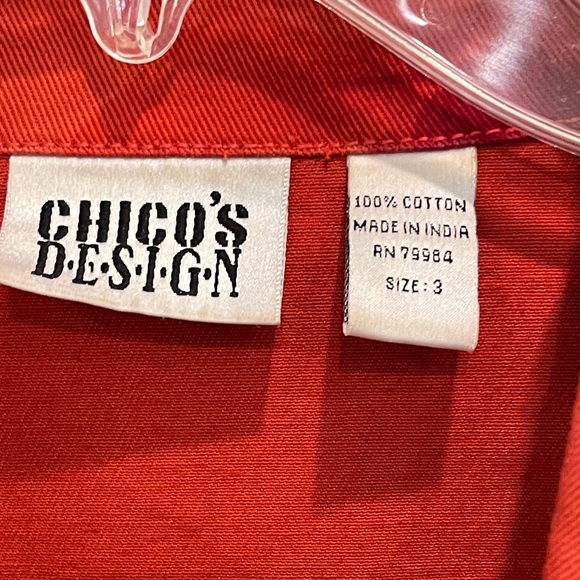 CHICO'S
D·E·S·I·G·N
100% COTTON
MADE IN INDIA
RN 79984
SIZE: 3